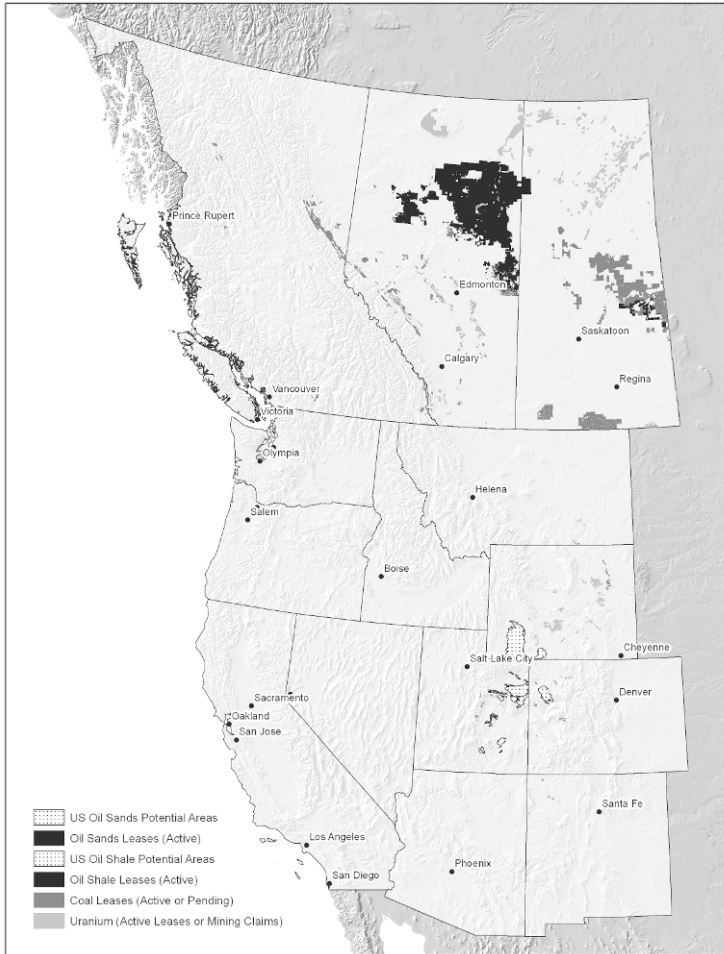 Prince Rupert
Edmonton
Saskatoon
Calgary
Regina
Vancouver
Victoria
Olympia
Helena
Salem
Boise
Cheyenne
Salt Lake City
Denver
Sacramento
Oakland
San Jose
Santa Fe
Los Angeles
Phoenix
San Diego
US Oil Sands Potential Areas
Oil Sands Leases (Active)
US Oil Shale Potential Areas
Oil Shale Leases (Active)
Coal Leases (Active or Pending)
Uranium (Active Leases or Mining Claims)